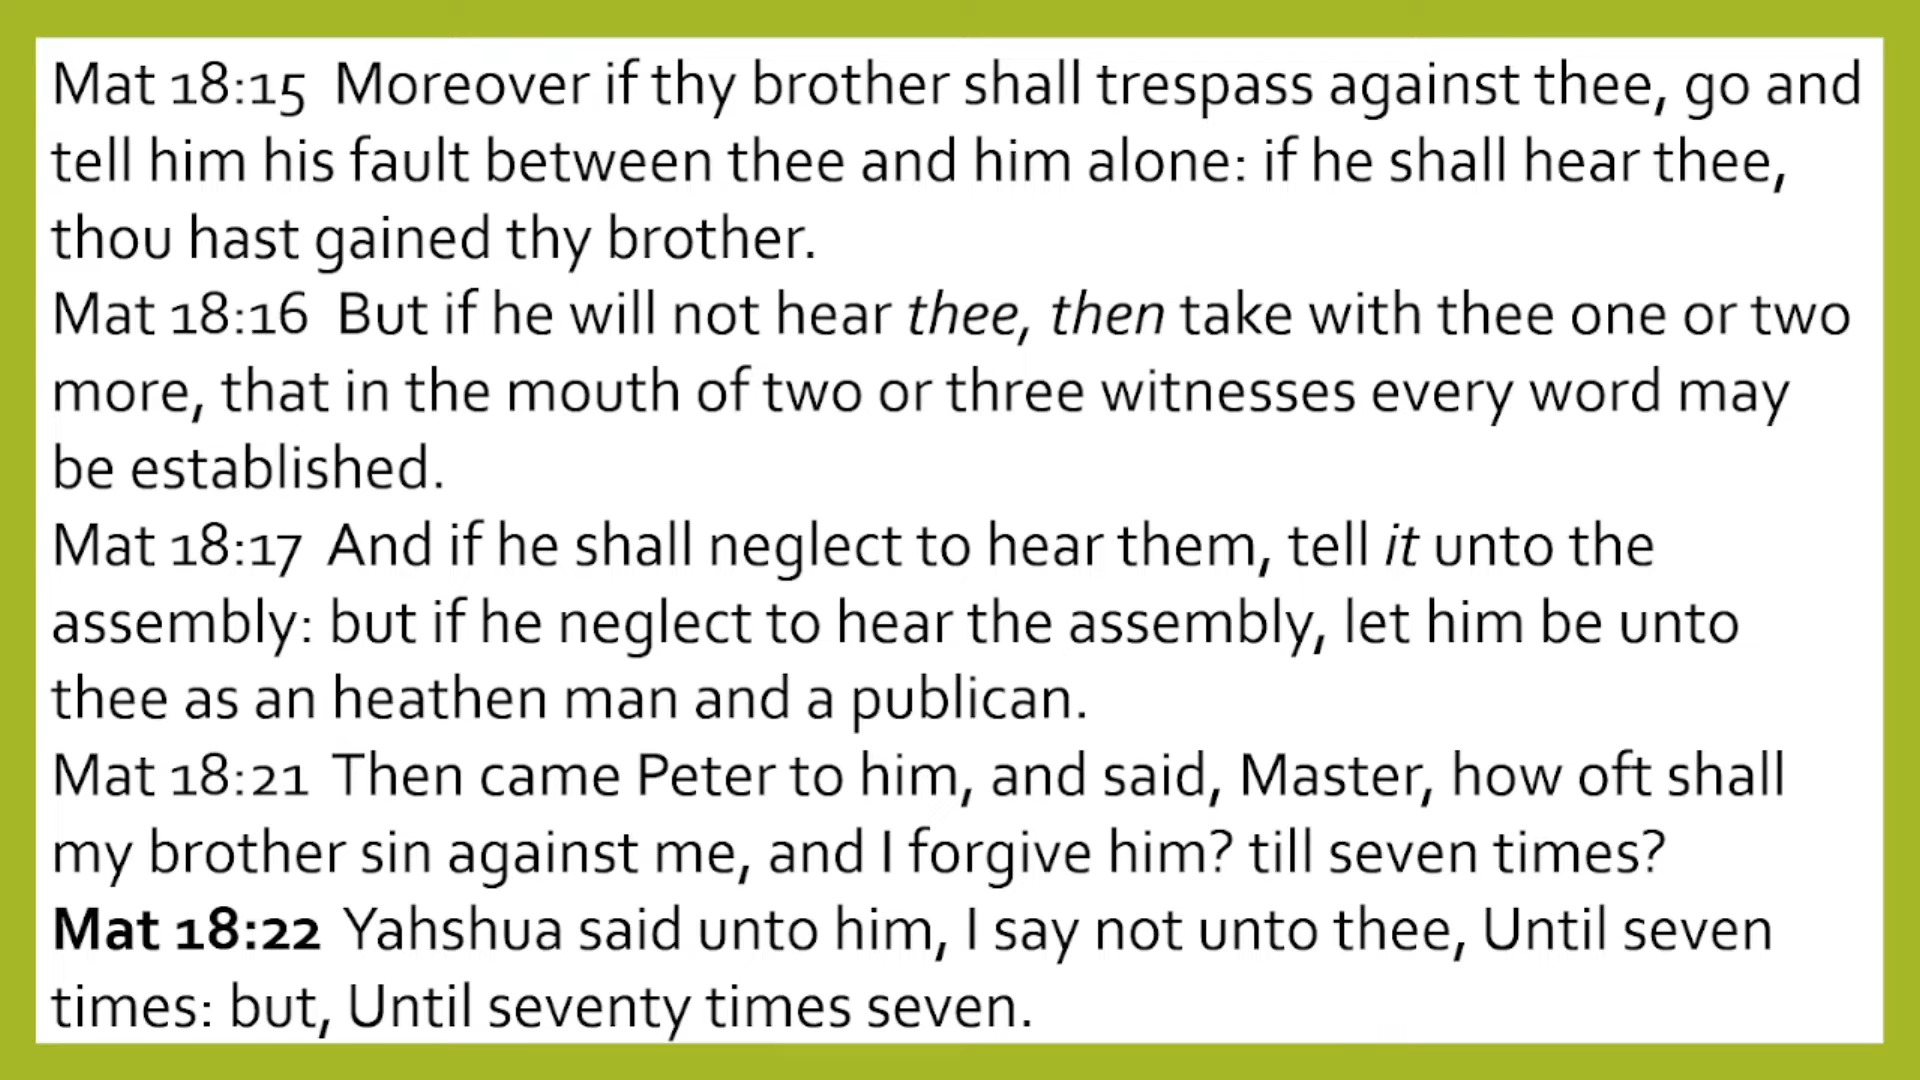 Mat 18:15 Moreover if thy brother shall trespass against thee, go and
tell him his fault between thee and him alone: if he shall hear thee,
thou hast gained thy brother.
Mat 18:16 But if he will not hear thee, then take with thee one or two
more, that in the mouth of two or three witnesses every word may
be established.
Mat 18:17 And if he shall neglect to hear them, tell it unto the
assembly: but if he neglect to hear the assembly, let him be unto
thee as an heathen man and a publican.
Mat 18:21 Then came Peter to him, and said, Master, how oft shall
my brother sin against me, and I forgive him? till seven times?
Mat 18:22 Yahshua said unto him, I say not unto thee, Until seven
times: but, Until seventy times seven.